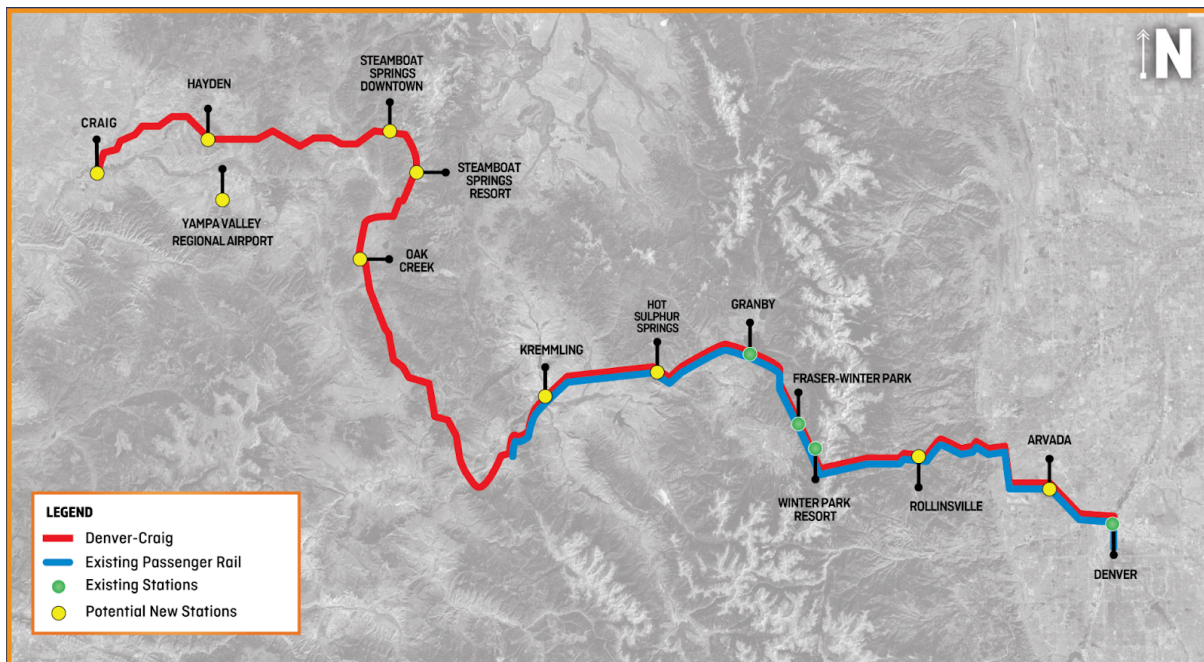 N
STEAMBOAT
SPRINGS
DOWNTOWN
HAYDEN
CRAIG
STEAMBOAT
SPRINGS
RESORT
YAMPA VALLEY
REGIONAL AIRPORT
OAK
CREEK
HOT
SULPHUR
SPRINGS
GRANBY
KREMMLING
FRASER-WINTER PARK
ARVADA
WINTER PARK
RESORT
ROLLINSVILLE
DENVER
LEGEND
Denver-Craig
Existing Passenger Rail
Existing Stations
Potential New Stations